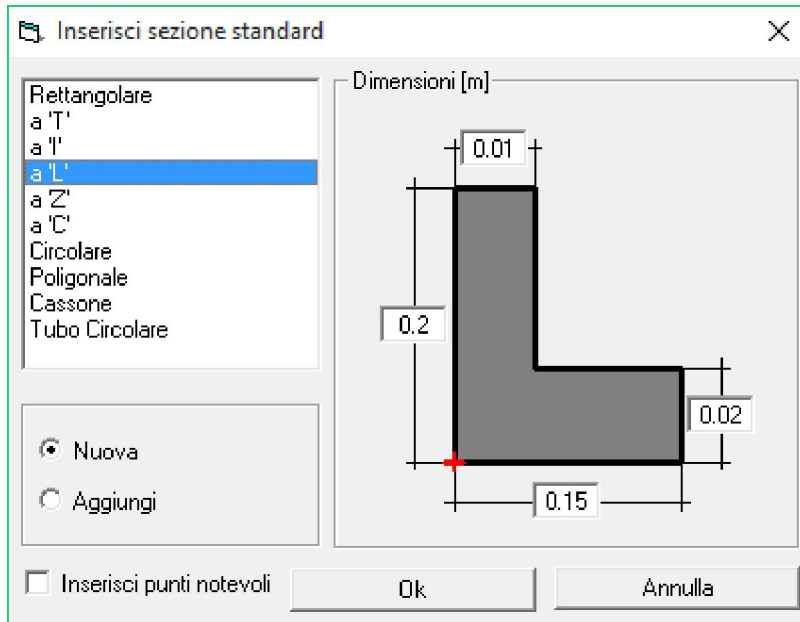 Inserisci sezione standard
Dimensioni [m]
Rettangolare
a 'T'
a 'I'
a 'L'
a 'Z'
a 'C'
Circolare
Poligonale
Cassone
Tubo Circolare
0.01
0.2
0.02
0.15
Nuova
Aggiungi
Inserisci punti notevoli
Ok
Annulla